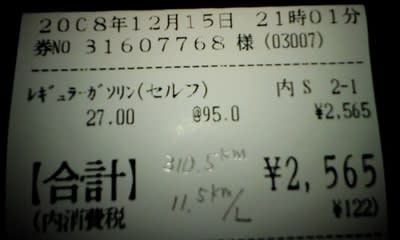 2008年12月15日 21時01分
券NO 31607768 様 (03007)
レギュラーガソリン(セルフ) 内 S 2-1
27.00 @95.0 ¥2,565
310.5km
【合計】 ¥2,565
11.5km/L
(内消費税 ¥122)